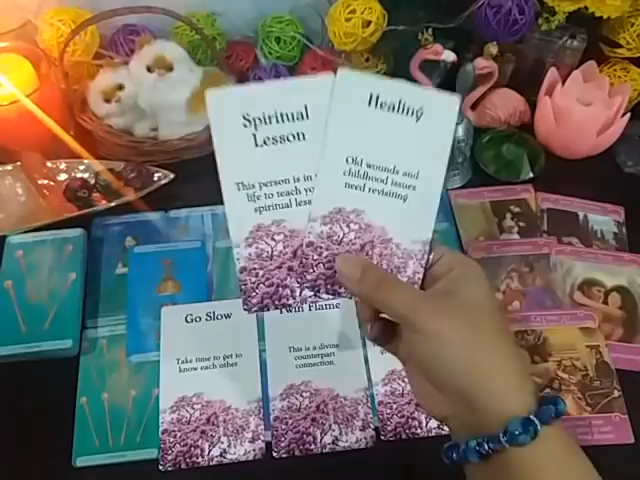 Spiritual
Lesson
This person is in
life to teach y
spiritual less
Healing
Old wounds and
childhood issues
need revisiting
Go Slow
Take time to get to
know each other
Twin Flame
This is a divine
counterpart
connection.